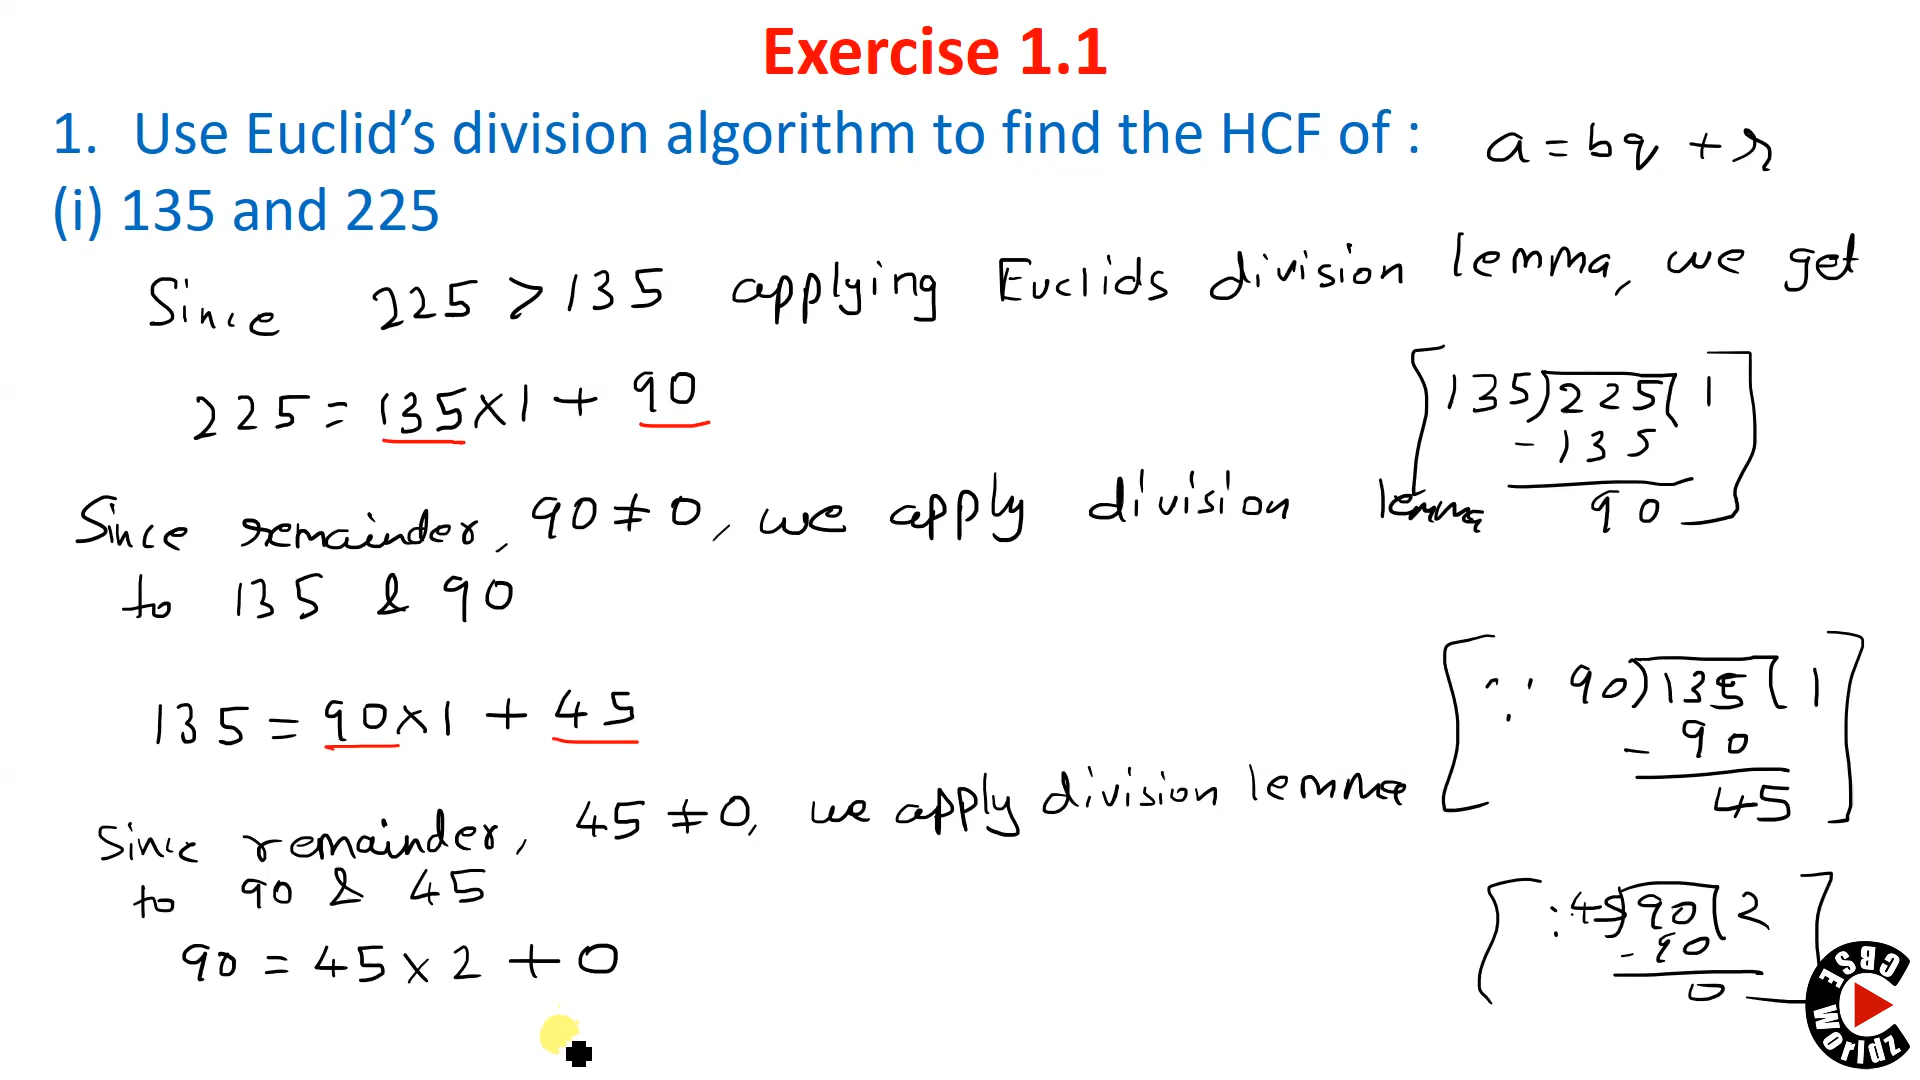 Exercise 1.1
1. Use Euclid’s division algorithm to find the HCF of :
a = bq + r
(i) 135 and 225
Since 225 > 135 applying Euclids division lemma, we get
225 = 135 × 1 + 90
135)225(1
- 135
90
Since remainder, 90 ≠ 0, we apply division lemma
to 135 & 90
135 = 90 × 1 + 45
∵ 90)135(1
- 90
45
Since remainder, 45 ≠ 0, we apply division lemma
to 90 & 45
90 = 45 × 2 + 0
: 45)90(2
- 90
0
CBSE Worldz